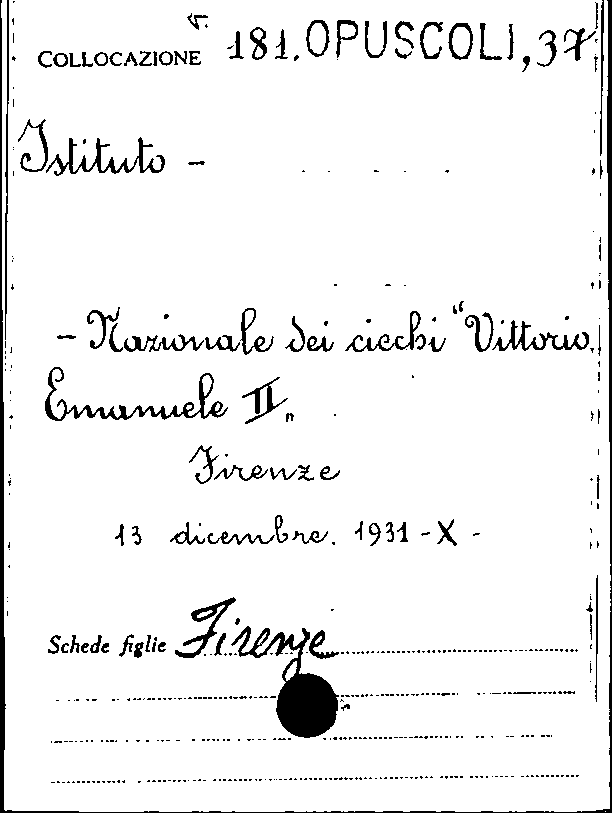 COLLOCAZIONE 181.OPUSCOLI,37
Istituto -
- Nazionale dei ciechi "Vittorio
Emanuele II„
Firenze
13 dicembre. 1931 - X -
Schede figlie Firenze